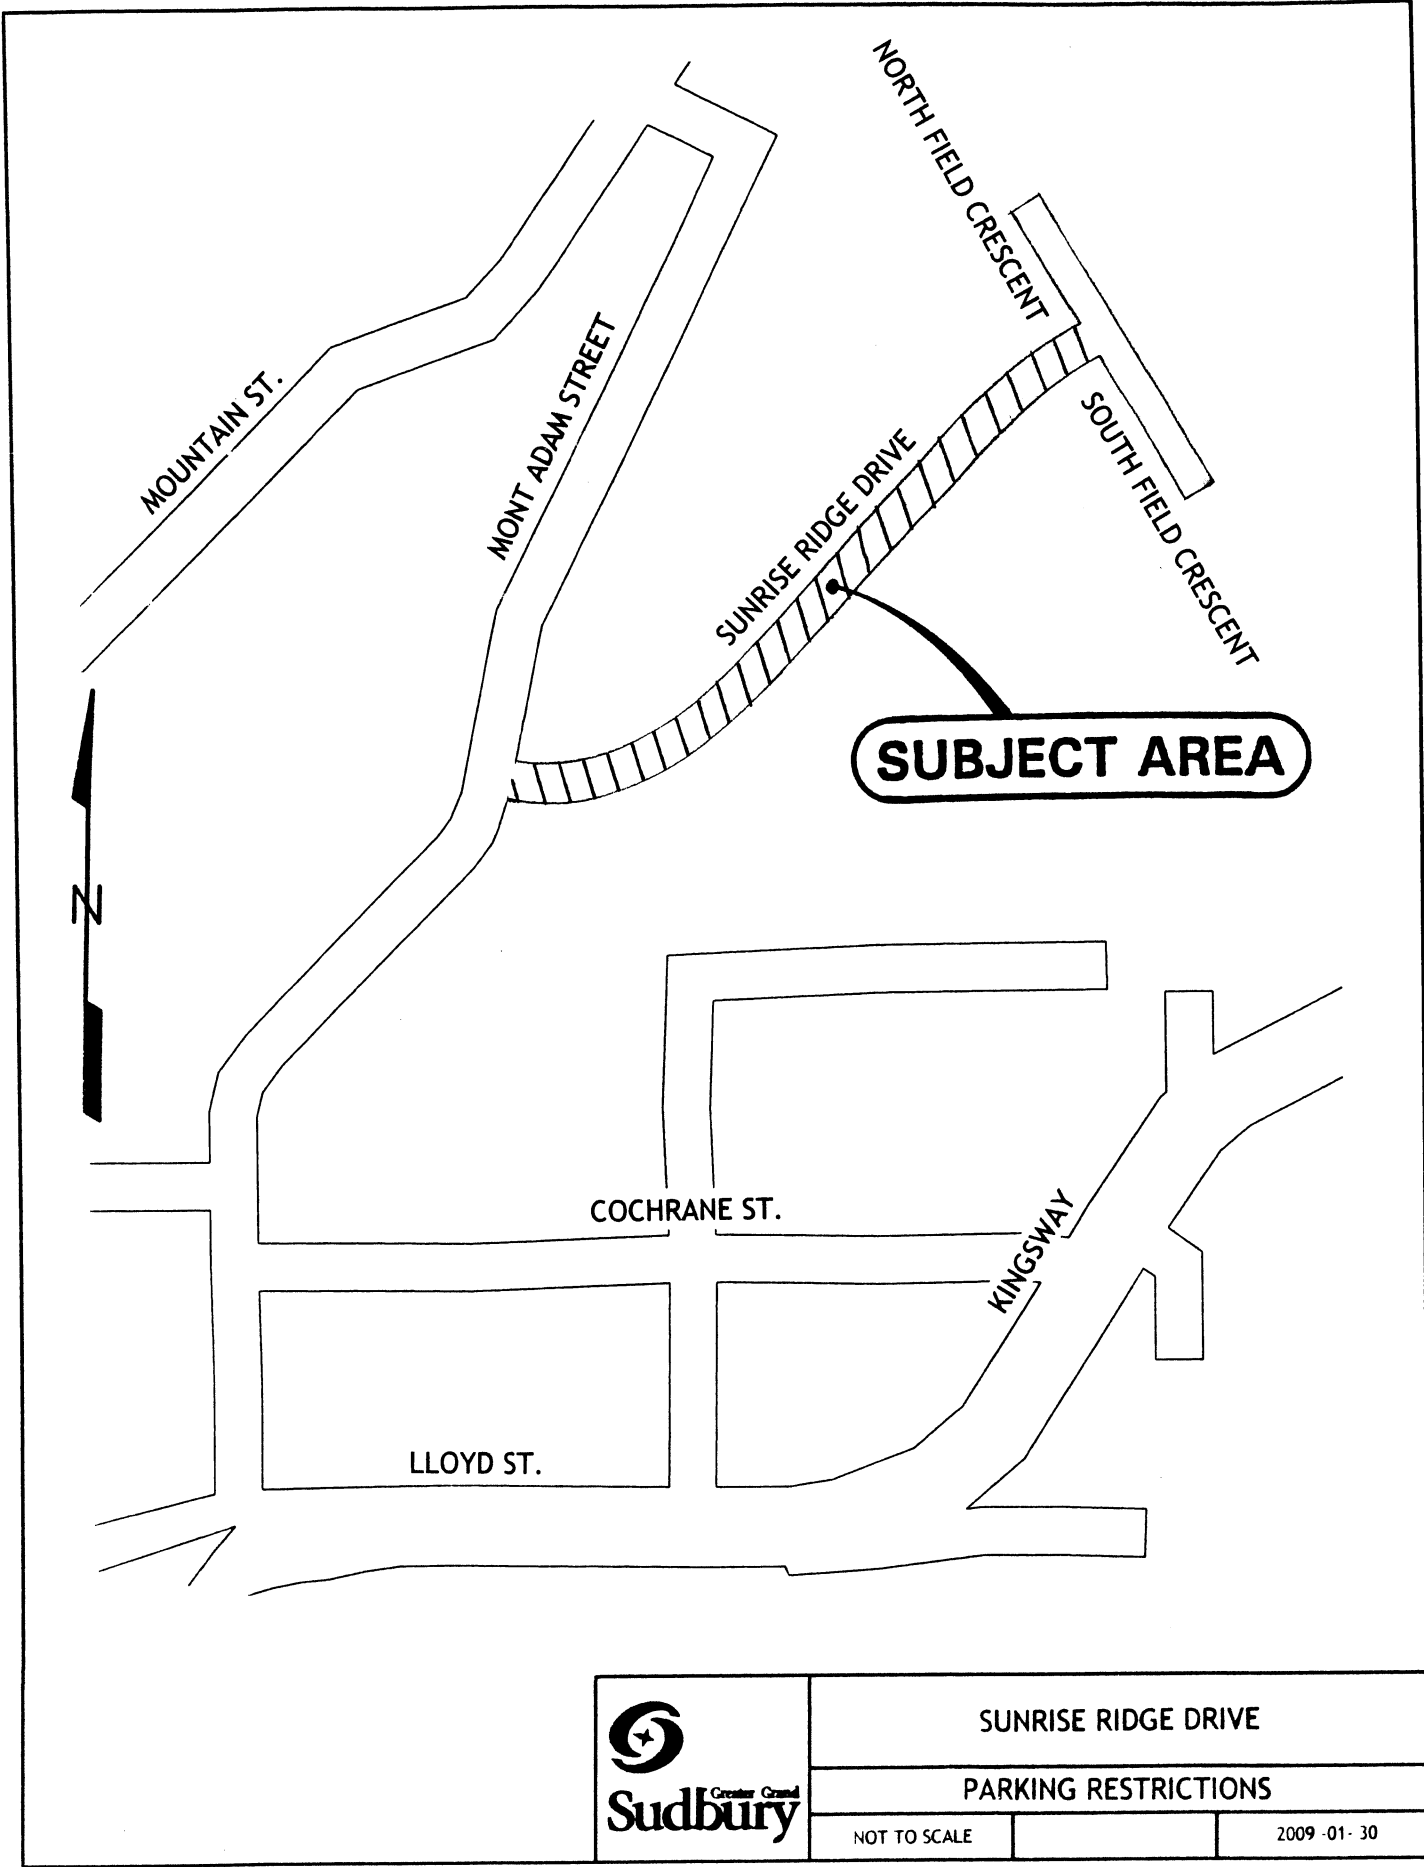 NORTH FIELD CRESCENT
MOUNTAIN ST.
MONT ADAM STREET
SUNRISE RIDGE DRIVE
SOUTH FIELD CRESCENT
SUBJECT AREA
N
COCHRANE ST.
KINGSWAY
LLOYD ST.
Greater Grand
Sudbury
SUNRISE RIDGE DRIVE
PARKING RESTRICTIONS
NOT TO SCALE
2009-01-30